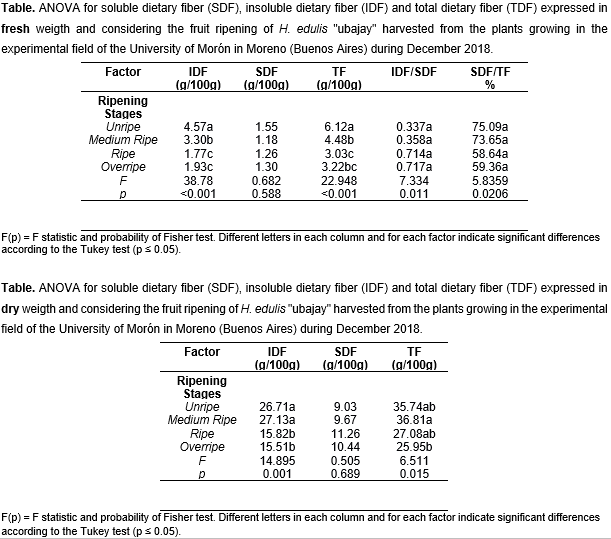 Table. ANOVA for soluble dietary fiber (SDF), insoluble dietary fiber (IDF) and total dietary fiber (TDF) expressed in
fresh weigth and considering the fruit ripening of H. edulis "ubajay" harvested from the plants growing in the
experimental field of the University of Morón in Moreno (Buenos Aires) during December 2018.
Factor IDF SDF TF IDF/SDF SDF/TF
(g/100g) (g/100g) (g/100g) %
Ripening
Stages
Unripe 4.57a 1.55 6.12a 0.337a 75.09a
Medium Ripe 3.30b 1.18 4.48b 0.358a 73.65a
Ripe 1.77c 1.26 3.03c 0.714a 58.64a
Overripe 1.93c 1.30 3.22bc 0.717a 59.36a
F 38.78 0.682 22.948 7.334 5.8359
p <0.001 0.588 <0.001 0.011 0.0206
F(p) = F statistic and probability of Fisher test. Different letters in each column and for each factor indicate significant differences
according to the Tukey test (p ≤ 0.05).
Table. ANOVA for soluble dietary fiber (SDF), insoluble dietary fiber (IDF) and total dietary fiber (TDF) expressed in
dry weigth and considering the fruit ripening of H. edulis "ubajay" harvested from the plants growing in the experimental
field of the University of Morón in Moreno (Buenos Aires) during December 2018.
Factor IDF SDF TF
(g/100g) (g/100g) (g/100g)
Ripening
Stages
Unripe 26.71a 9.03 35.74ab
Medium Ripe 27.13a 9.67 36.81a
Ripe 15.82b 11.26 27.08ab
Overripe 15.51b 10.44 25.95b
F 14.895 0.505 6.511
p 0.001 0.689 0.015
F(p) = F statistic and probability of Fisher test. Different letters in each column and for each factor indicate significant differences
according to the Tukey test (p ≤ 0.05).